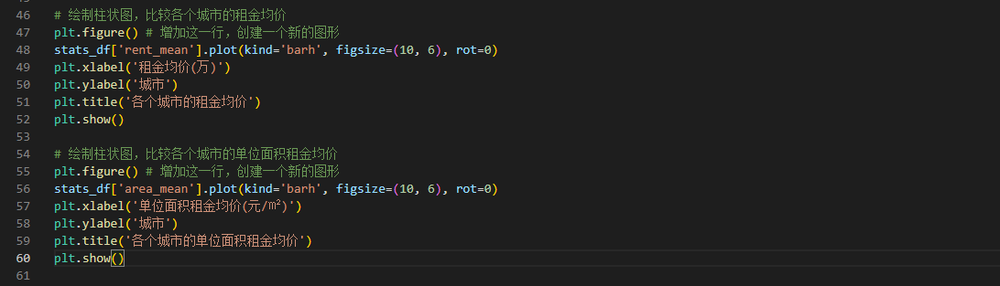 46 # 绘制柱状图，比较各个城市的租金均价
47 plt.figure() # 增加这一行，创建一个新的图形
48 stats_df['rent_mean'].plot(kind='barh', figsize=(10, 6), rot=0)
49 plt.xlabel('租金均价(万)')
50 plt.ylabel('城市')
51 plt.title('各个城市的租金均价')
52 plt.show()
53
54 # 绘制柱状图，比较各个城市的单位面积租金均价
55 plt.figure() # 增加这一行，创建一个新的图形
56 stats_df['area_mean'].plot(kind='barh', figsize=(10, 6), rot=0)
57 plt.xlabel('单位面积租金均价(元/㎡)')
58 plt.ylabel('城市')
59 plt.title('各个城市的单位面积租金均价')
60 plt.show()
61